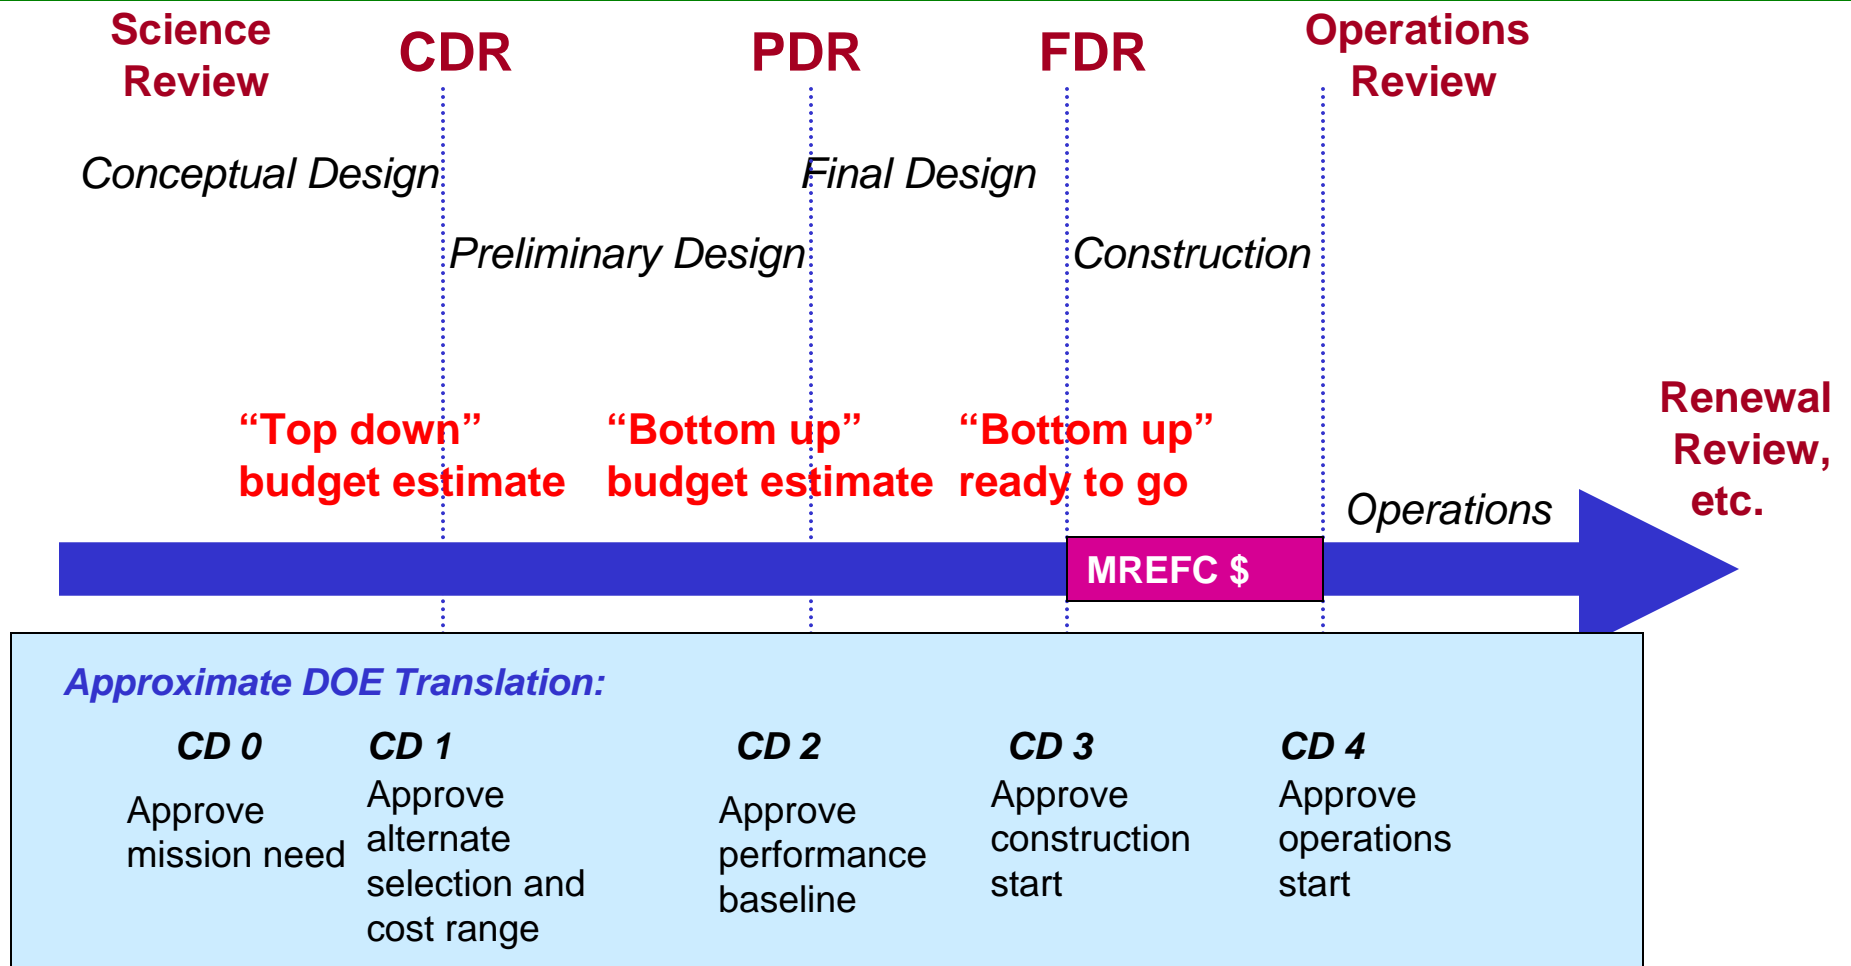 Science
Review
CDR
PDR
FDR
Operations
Review
Conceptual Design
Final Design
Preliminary Design
Construction
“Top down”
budget estimate
“Bottom up”
budget estimate
“Bottom up”
ready to go
Renewal
Review,
etc.
Operations
MREFC $
Approximate DOE Translation:
CD 0
Approve
mission need
CD 1
Approve
alternate
selection and
cost range
CD 2
Approve
performance
baseline
CD 3
Approve
construction
start
CD 4
Approve
operations
start